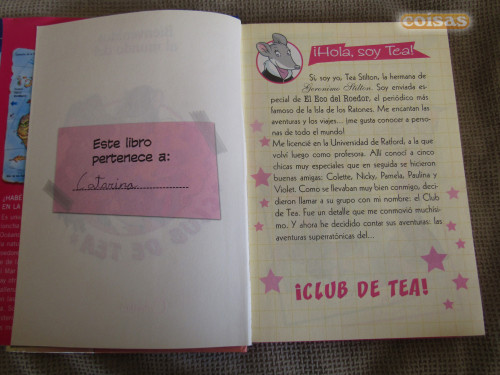 coisas
¡HABE
EN LA
Este libro
pertenece a:
Catarina
CLUB DE TEA
¡Hola, soy Tea!
Sí, soy yo, Tea Stilton, la hermana de
Geronimo Stilton. Soy enviada es-
pecial de El Eco del Roedor, el periódico más
famoso de la Isla de los Ratones. Me encantan las
aventuras y los viajes... ¡me gusta conocer a perso-
nas de todo el mundo!
Me licencié en la Universidad de Ratford, a la que
volví luego como profesora. Allí conocí a cinco
chicas muy especiales que en seguida se hicieron
buenas amigas: Colette, Nicky, Pamela, Paulina y
Violet. Como se llevaban muy bien conmigo, deci-
dieron llamar a su grupo con mi nombre: el Club
de Tea. Fue un detalle que me conmovió muchísi-
mo. Y ahora he decidido contar sus aventuras: las
aventuras superratónicas del...
¡CLUB DE TEA!